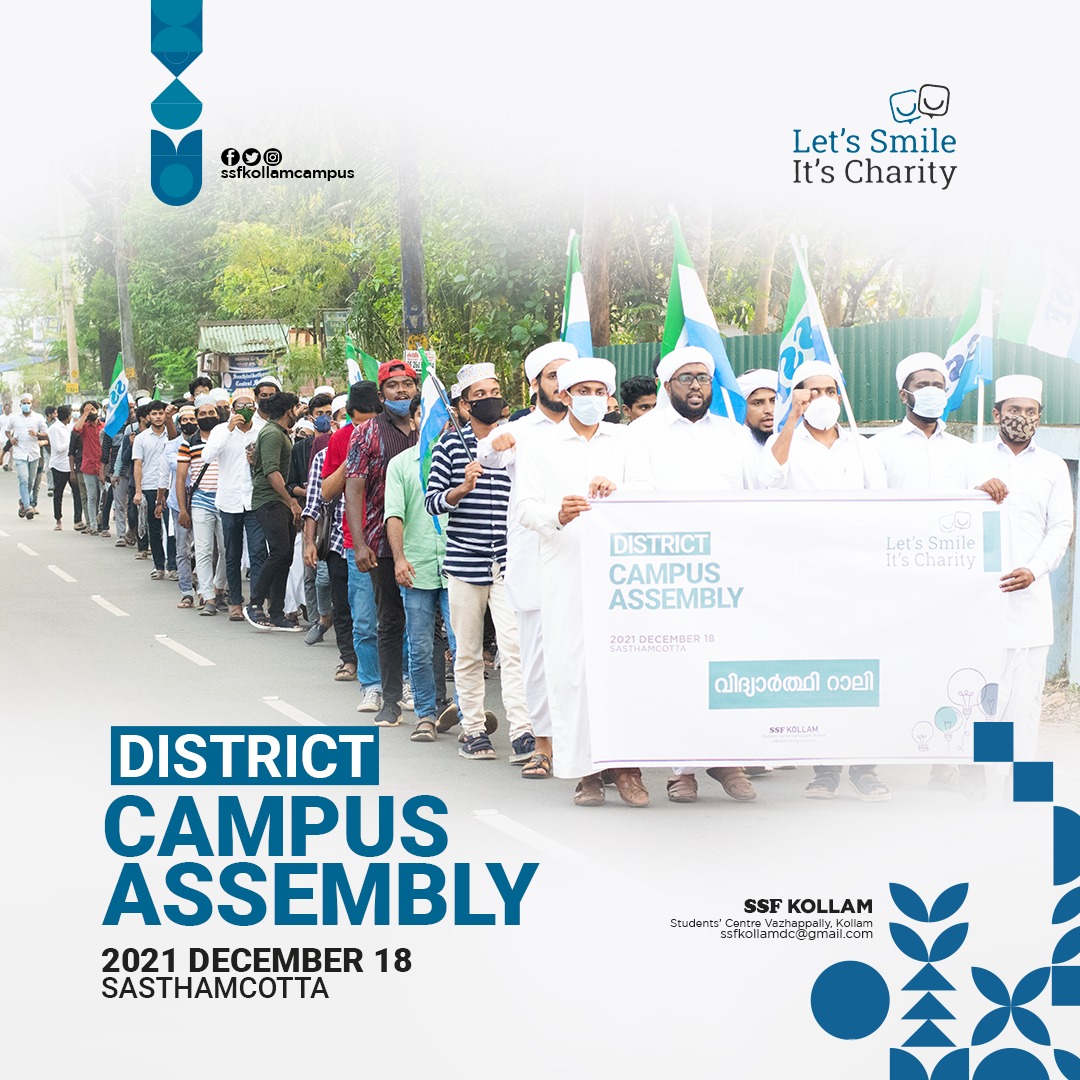 ssfkollamcampus
Let's Smile
It's Charity
DISTRICT
CAMPUS
ASSEMBLY
2021 DECEMBER 18
SASTHAMCOTTA
Let's Smile
It's Charity
വിദ്യാർത്ഥി റാലി
SSF KOLLAM
DISTRICT
CAMPUS
ASSEMBLY
2021 DECEMBER 18
SASTHAMCOTTA
SSF KOLLAM
Students' Centre Vazhappally, Kollam
ssfkollamdc@gmail.com